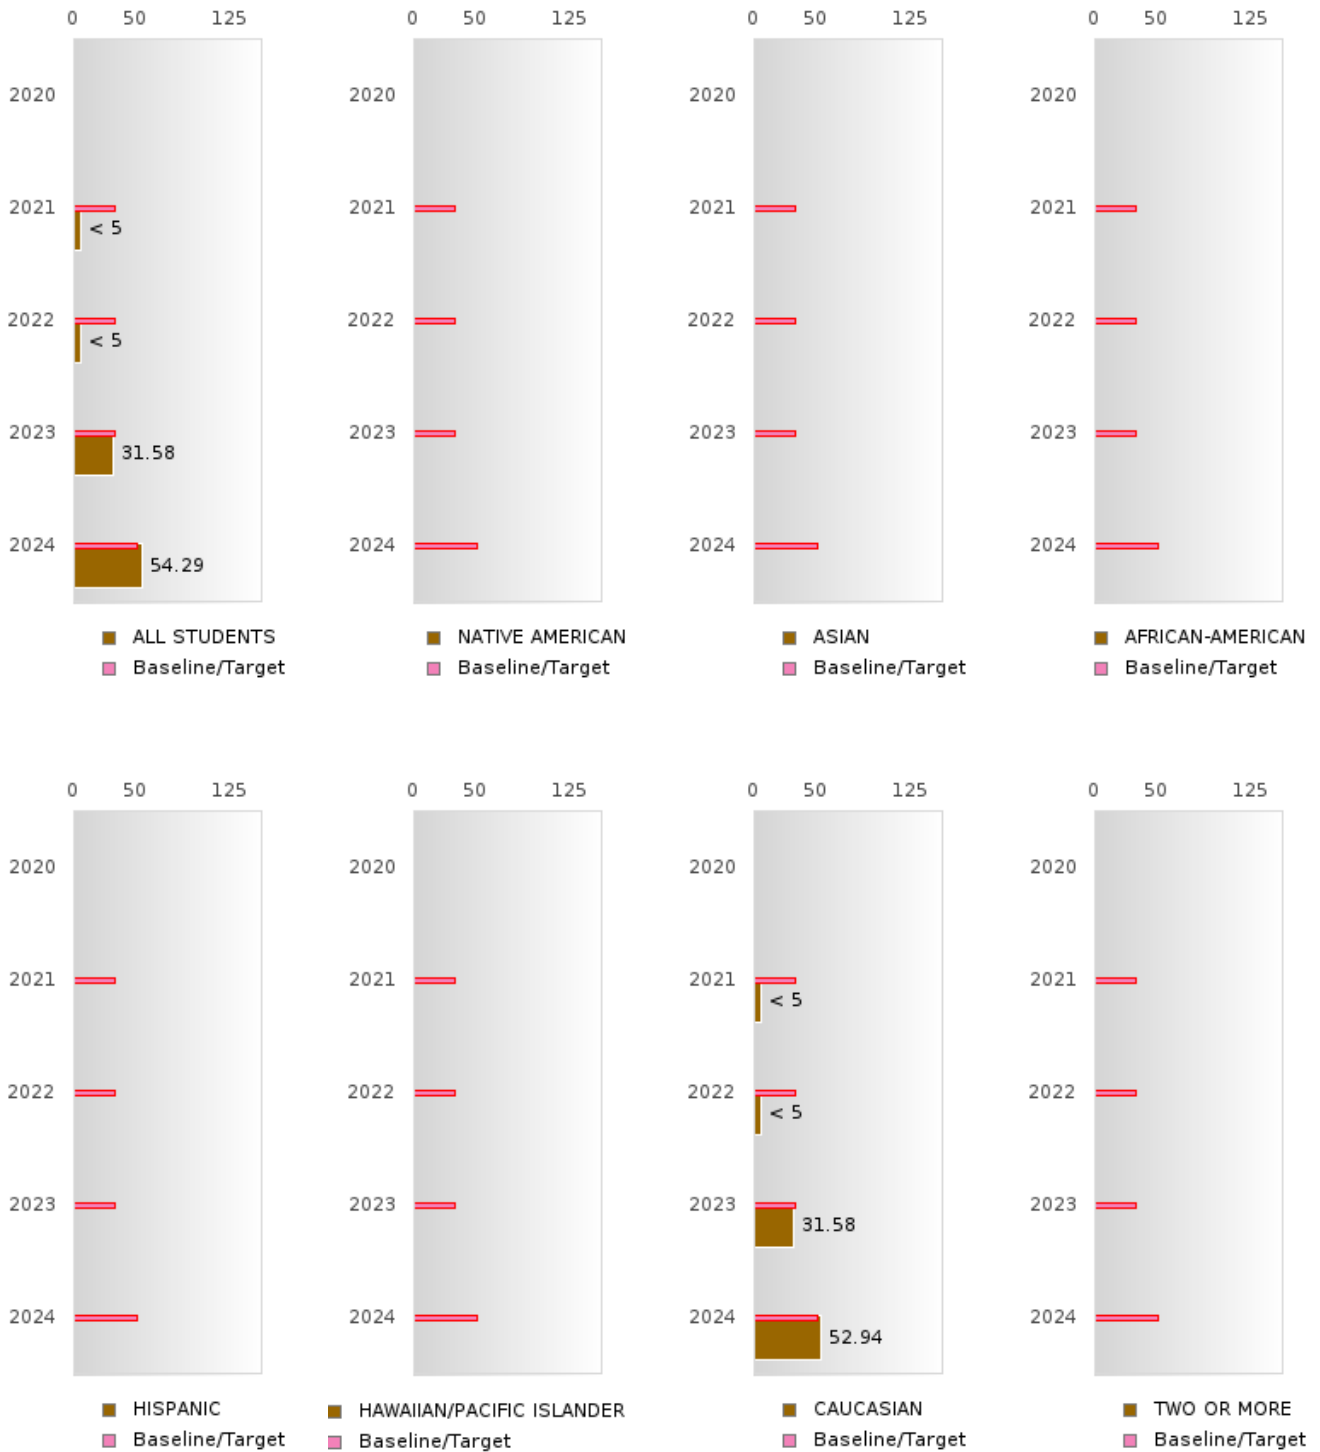 0 50 125 0 50 125 0 50 125 0 50 125
2020 2020 2020 2020
2021 2021 2021 2021
< 5
2022 2022 2022 2022
< 5
2023 2023 2023 2023
31.58
2024 2024 2024 2024
54.29
ALL STUDENTS NATIVE AMERICAN ASIAN AFRICAN-AMERICAN
Baseline/Target Baseline/Target Baseline/Target Baseline/Target
0 50 125 0 50 125 0 50 125 0 50 125
2020 2020 2020 2020
2021 2021 2021 2021
< 5
2022 2022 2022 2022
< 5
2023 2023 2023 2023
31.58
2024 2024 2024 2024
52.94
HISPANIC HAWAIIAN/PACIFIC ISLANDER CAUCASIAN TWO OR MORE
Baseline/Target Baseline/Target Baseline/Target Baseline/Target